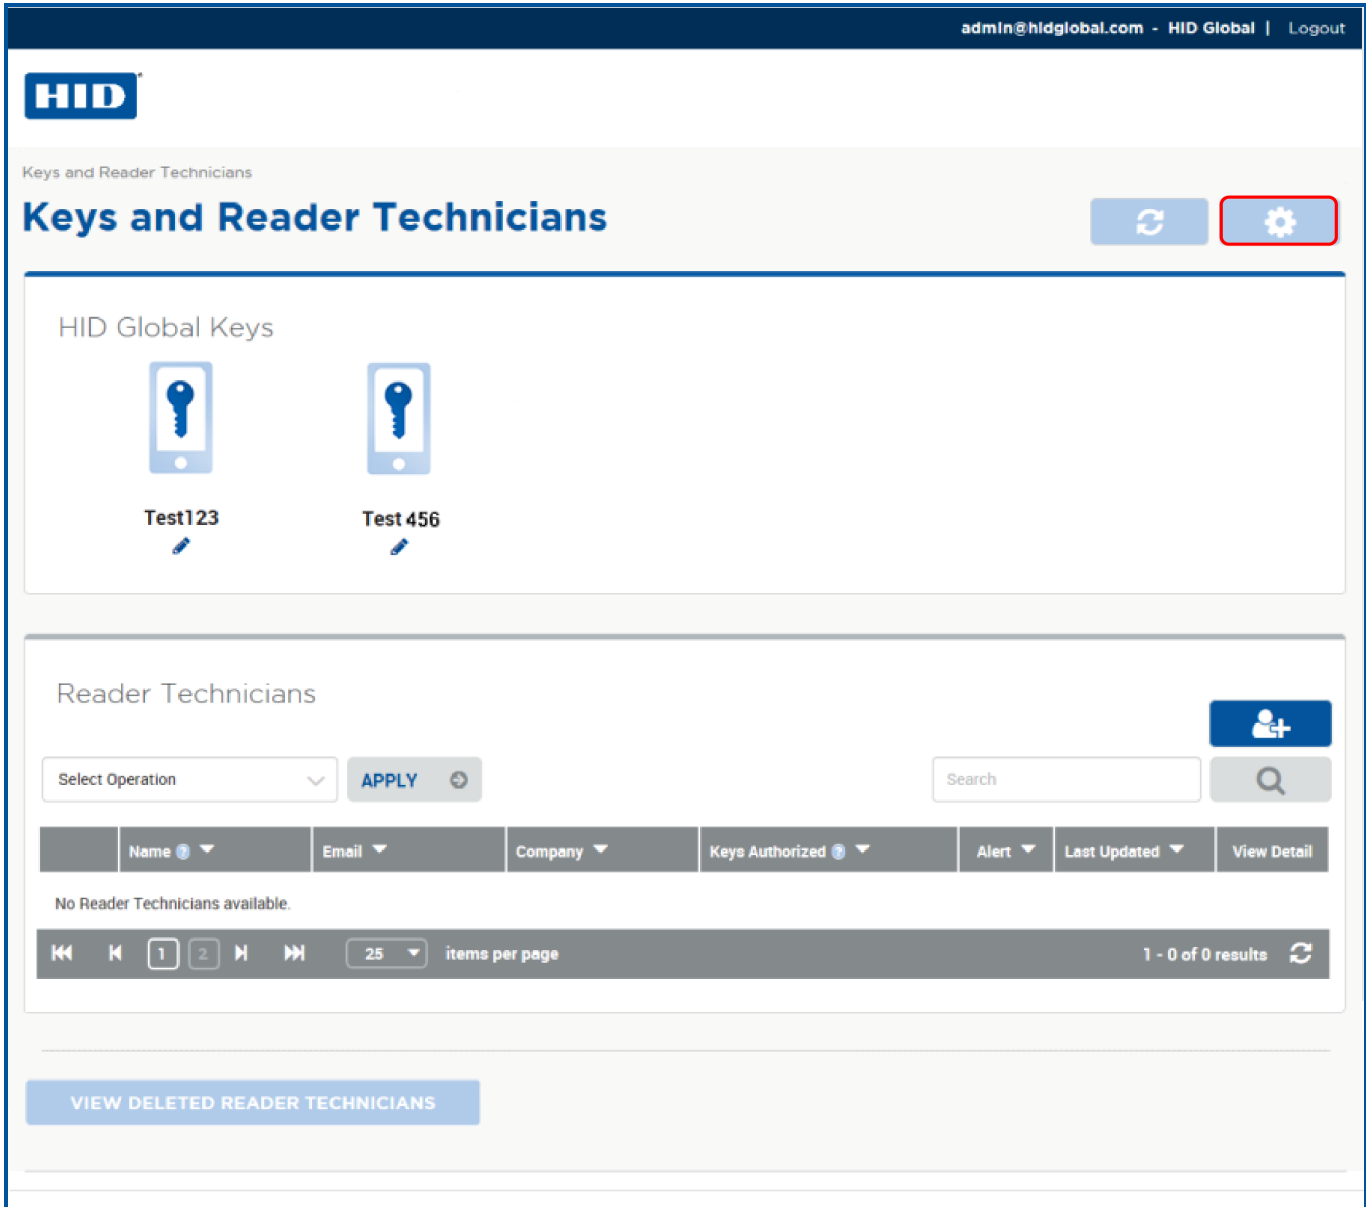 admin@hidglobal.com - HID Global | Logout
HID
Keys and Reader Technicians
Keys and Reader Technicians
HID Global Keys
Test123
Test 456
Reader Technicians
Select Operation
APPLY
Search
Name ? Email Company Keys Authorized ? Alert Last Updated View Detail
No Reader Technicians available.
1 2 25 items per page 1 - 0 of 0 results
VIEW DELETED READER TECHNICIANS